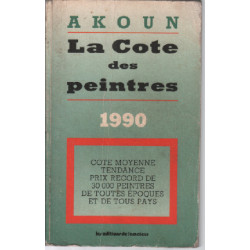 AKOUN
La Cote
des
peintres
1990
COTE MOYENNE
TENDANCE
PRIX RECORD DE
30 000 PEINTRES
DE TOUTES ÉPOQUES
ET DE TOUS PAYS